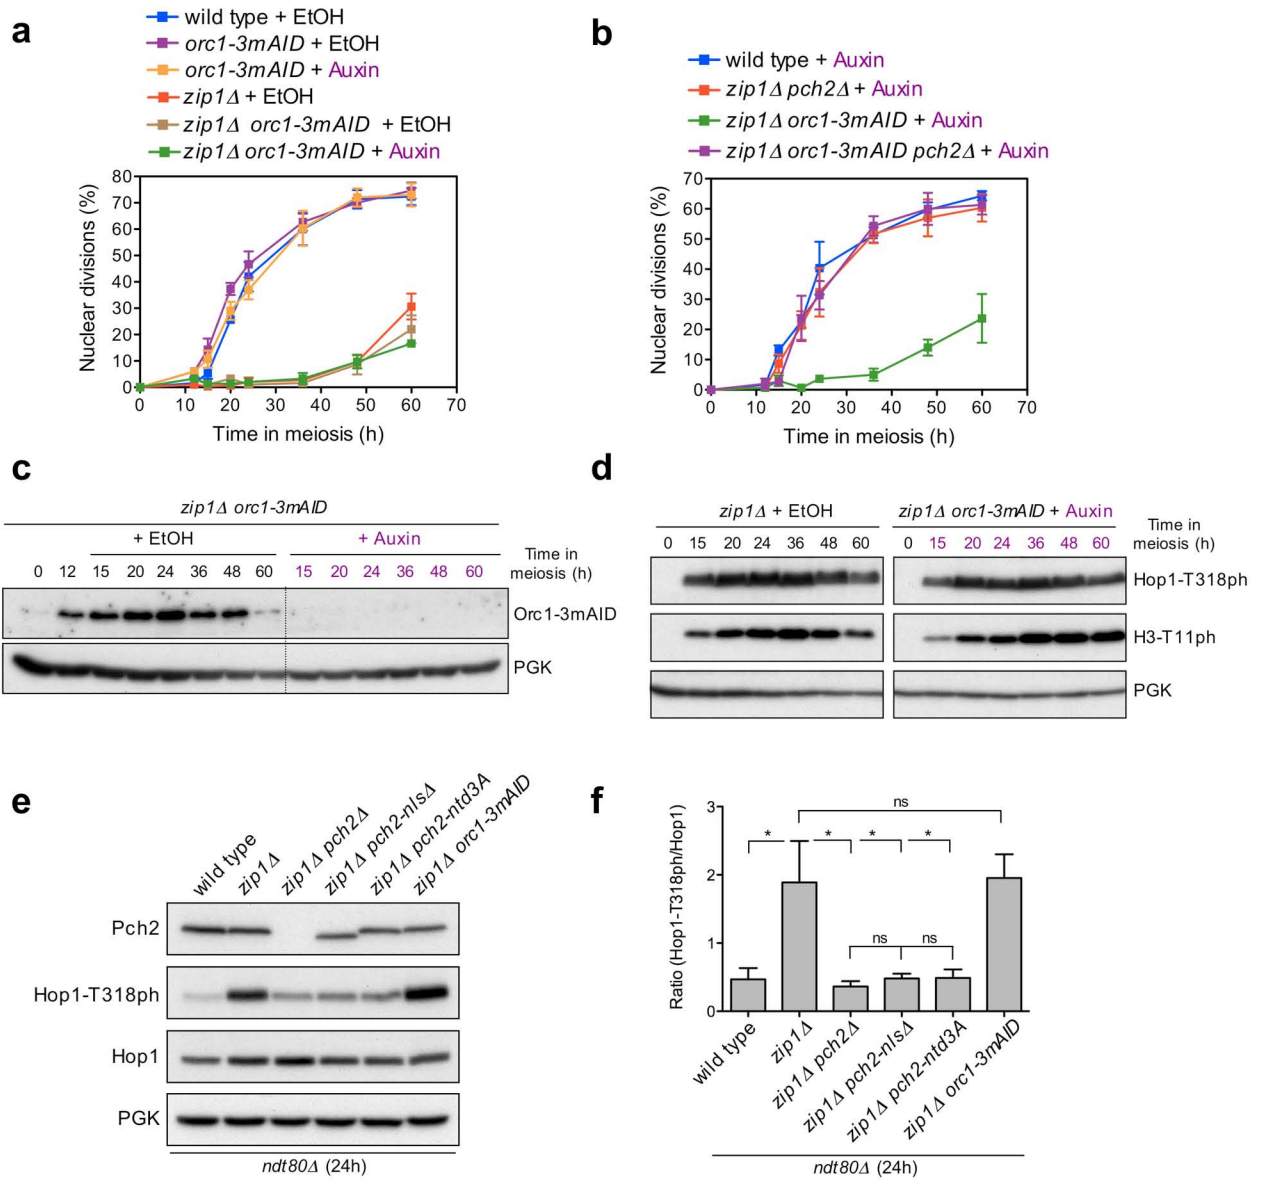 a
wild type + EtOH
orc1-3mAID + EtOH
orc1-3mAID + Auxin
zip1Δ + EtOH
zip1Δ orc1-3mAID + EtOH
zip1Δ orc1-3mAID + Auxin
Nuclear divisions (%)
80
70
60
50
40
30
20
10
0
0 10 20 30 40 50 60 70
Time in meiosis (h)
b
wild type + Auxin
zip1Δ pch2Δ + Auxin
zip1Δ orc1-3mAID + Auxin
zip1Δ orc1-3mAID pch2Δ + Auxin
Nuclear divisions (%)
70
60
50
40
30
20
10
0
0 10 20 30 40 50 60 70
Time in meiosis (h)
c
zip1Δ orc1-3mAID
+ EtOH + Auxin
Time in
meiosis (h)
0 12 15 20 24 36 48 60 15 20 24 36 48 60
Orc1-3mAID
PGK
d
zip1Δ + EtOH
zip1Δ orc1-3mAID + Auxin
Time in
meiosis (h)
0 15 20 24 36 48 60 0 15 20 24 36 48 60
Hop1-T318ph
H3-T11ph
PGK
e
wild type
zip1Δ
zip1Δ pch2Δ
zip1Δ pch2-nlsΔ
zip1Δ pch2-ntd3A
zip1Δ orc1-3mAID
Pch2
Hop1-T318ph
Hop1
PGK
ndt80Δ (24h)
f
Ratio (Hop1-T318ph/Hop1)
3
2
1
0
ns
* * * *
ns ns
wild type
zip1Δ
zip1Δ pch2Δ
zip1Δ pch2-nlsΔ
zip1Δ pch2-ntd3A
zip1Δ orc1-3mAID
ndt80Δ (24h)